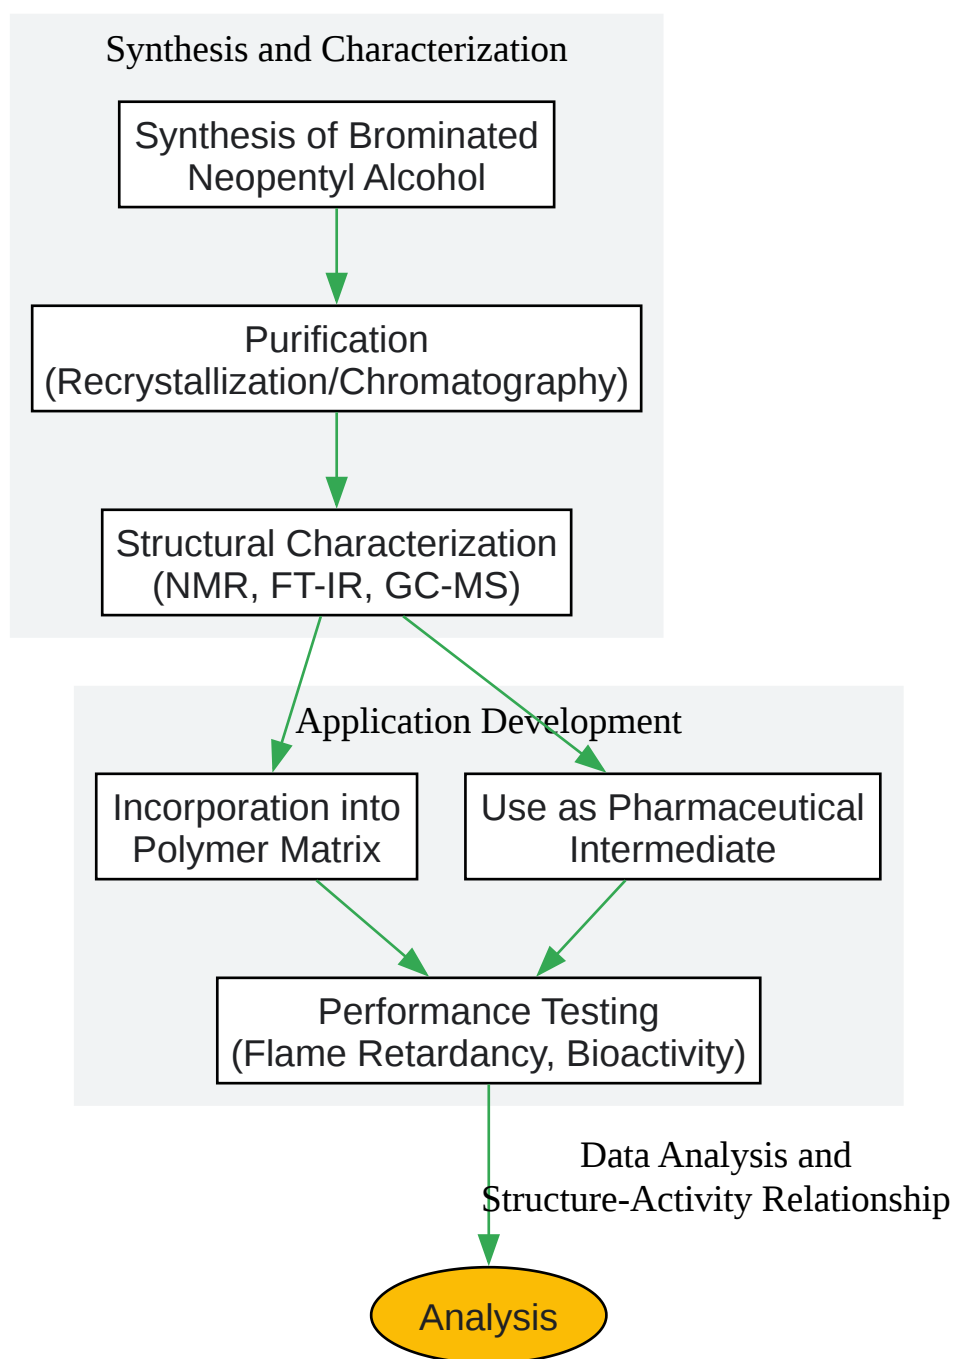 Synthesis and Characterization
Synthesis of Brominated
Neopentyl Alcohol
Purification
(Recrystallization/Chromatography)
Structural Characterization
(NMR, FT-IR, GC-MS)
Application Development
Incorporation into
Polymer Matrix
Use as Pharmaceutical
Intermediate
Performance Testing
(Flame Retardancy, Bioactivity)
Data Analysis and
Structure-Activity Relationship
Analysis